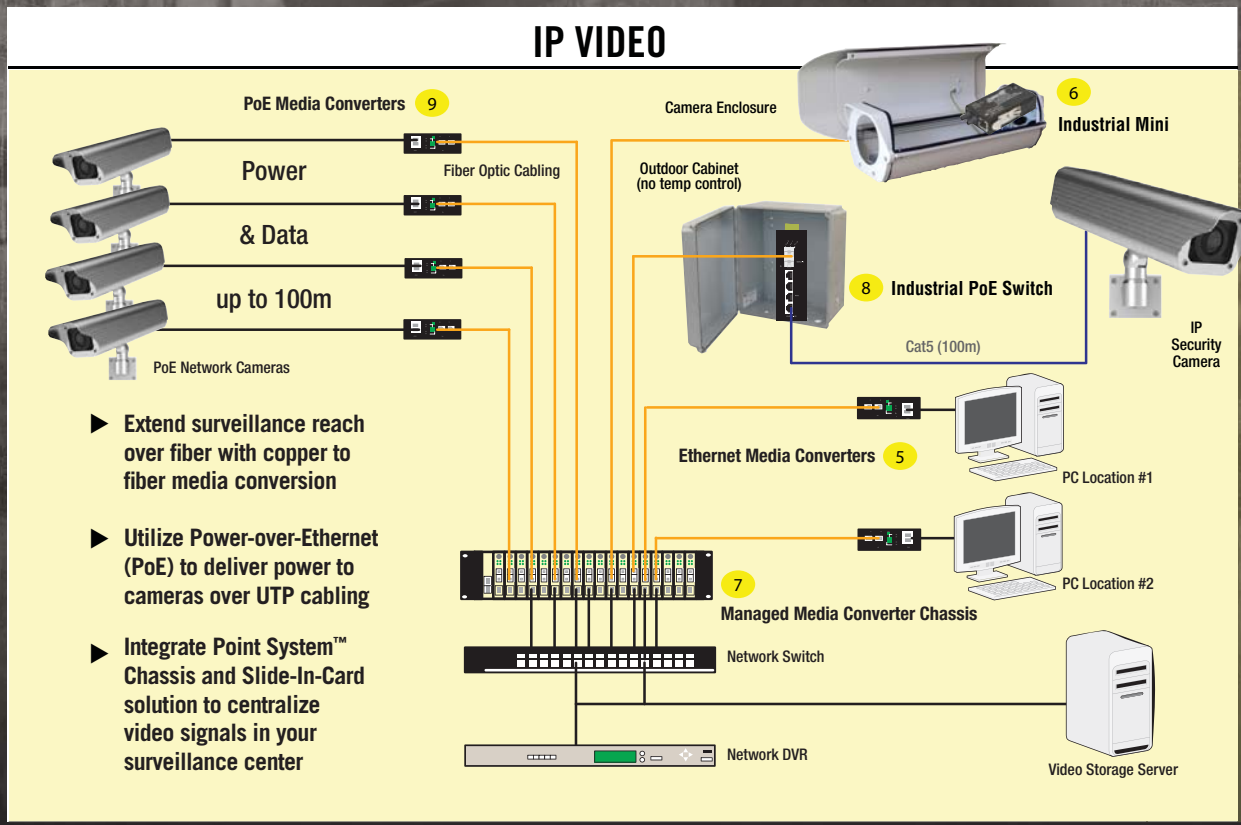 IP VIDEO
PoE Media Converters 9
Camera Enclosure
6
Industrial Mini
Power
Fiber Optic Cabling
Outdoor Cabinet
(no temp control)
& Data
8 Industrial PoE Switch
up to 100m
Cat5 (100m)
IP
Security
Camera
PoE Network Cameras
Ethernet Media Converters 5
PC Location #1
PC Location #2
▶ Extend surveillance reach
over fiber with copper to
fiber media conversion
▶ Utilize Power-over-Ethernet
(PoE) to deliver power to
cameras over UTP cabling
▶ Integrate Point System™
Chassis and Slide-In-Card
solution to centralize
video signals in your
surveillance center
7
Managed Media Converter Chassis
Network Switch
Network DVR
Video Storage Server